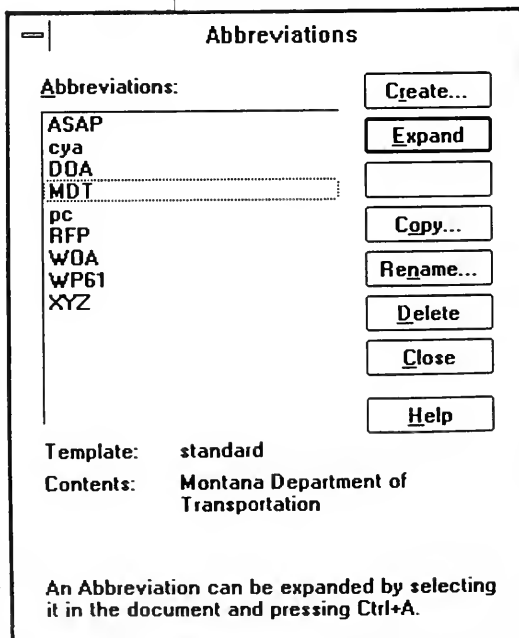 Abbreviations
Abbreviations:
ASAP
cya
DOA
MDT
pc
RFP
WOA
WP61
XYZ
Create...
Expand
Copy...
Rename...
Delete
Close
Help
Template: standard
Contents: Montana Department of
Transportation
An Abbreviation can be expanded by selecting
it in the document and pressing Ctrl+A.